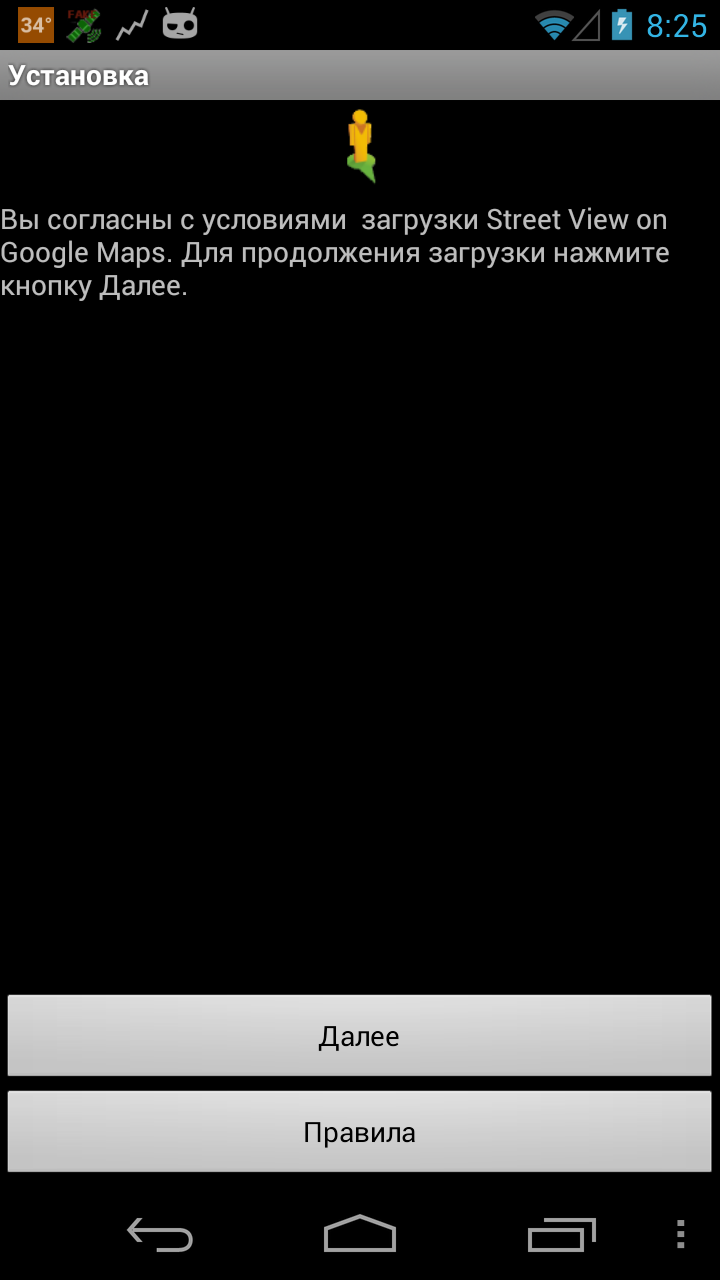 34° FAKE 8:25
Установка
Вы согласны с условиями  загрузки Street View on
Google Maps. Для продолжения загрузки нажмите
кнопку Далее.
Далее
Правила